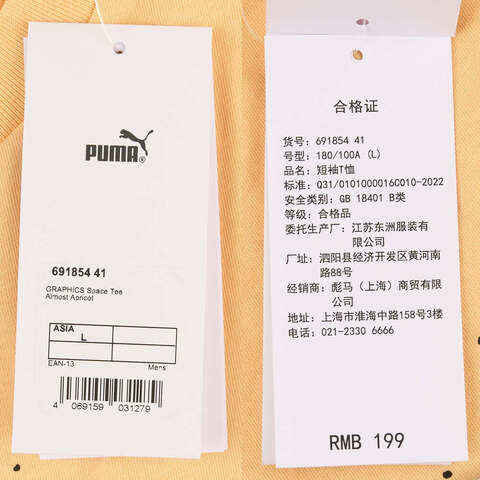 PUMA®
691854 41
GRAPHICS Space Tee
Almost Apricot
ASIA
L
EAN-13 Mens
4 069159 031279
合格证
货号: 691854 41
号型: 180/100A (L)
品名: 短袖T恤
标准: Q31/0101000016C010-2022
安全类别: GB 18401 B类
等级: 合格品
委托生产厂: 江苏东洲服装有
限公司
厂址: 泗阳县经济开发区黄河南
路88号
经销商: 彪马(上海)商贸有限
公司
地址: 上海市淮海中路158号3楼
电话: 021-2330 6666
RMB 199